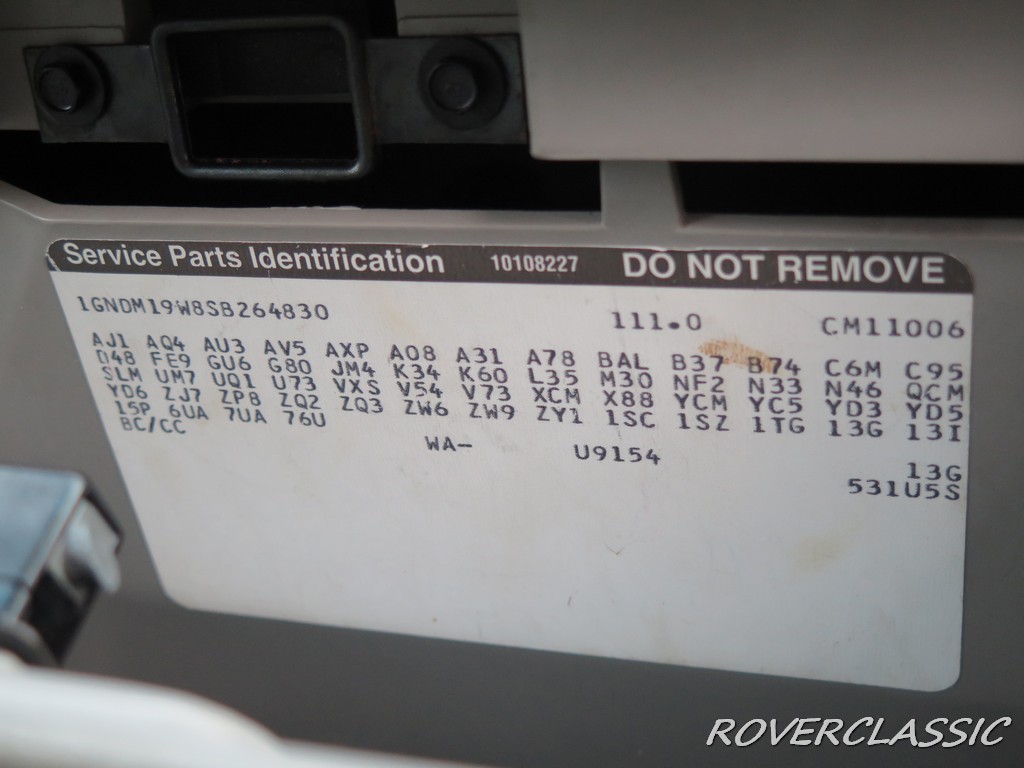 Service Parts Identification 10108227 DO NOT REMOVE
1GNDM19W8SB264830 111.0 CM11006
AJ1 AQ4 AU3 AV5 AXP A08 A31 A78 BAL B37 B74 C6M C95
D48 FE9 GU6 G80 JM4 K34 K60 L35 M30 NF2 N33 N46 QCM
SLM UM7 UQ1 U73 VXS V54 V73 XCM X88 YCM YC5 YD3 YD5
YD6 ZJ7 ZP8 ZQ2 ZQ3 ZW6 ZW9 ZY1 1SC 1SZ 1TG 13G 13I
15P 6UA 7UA 76U
BC/CC WA- U9154
13G
531U5S
ROVERCLASSIC